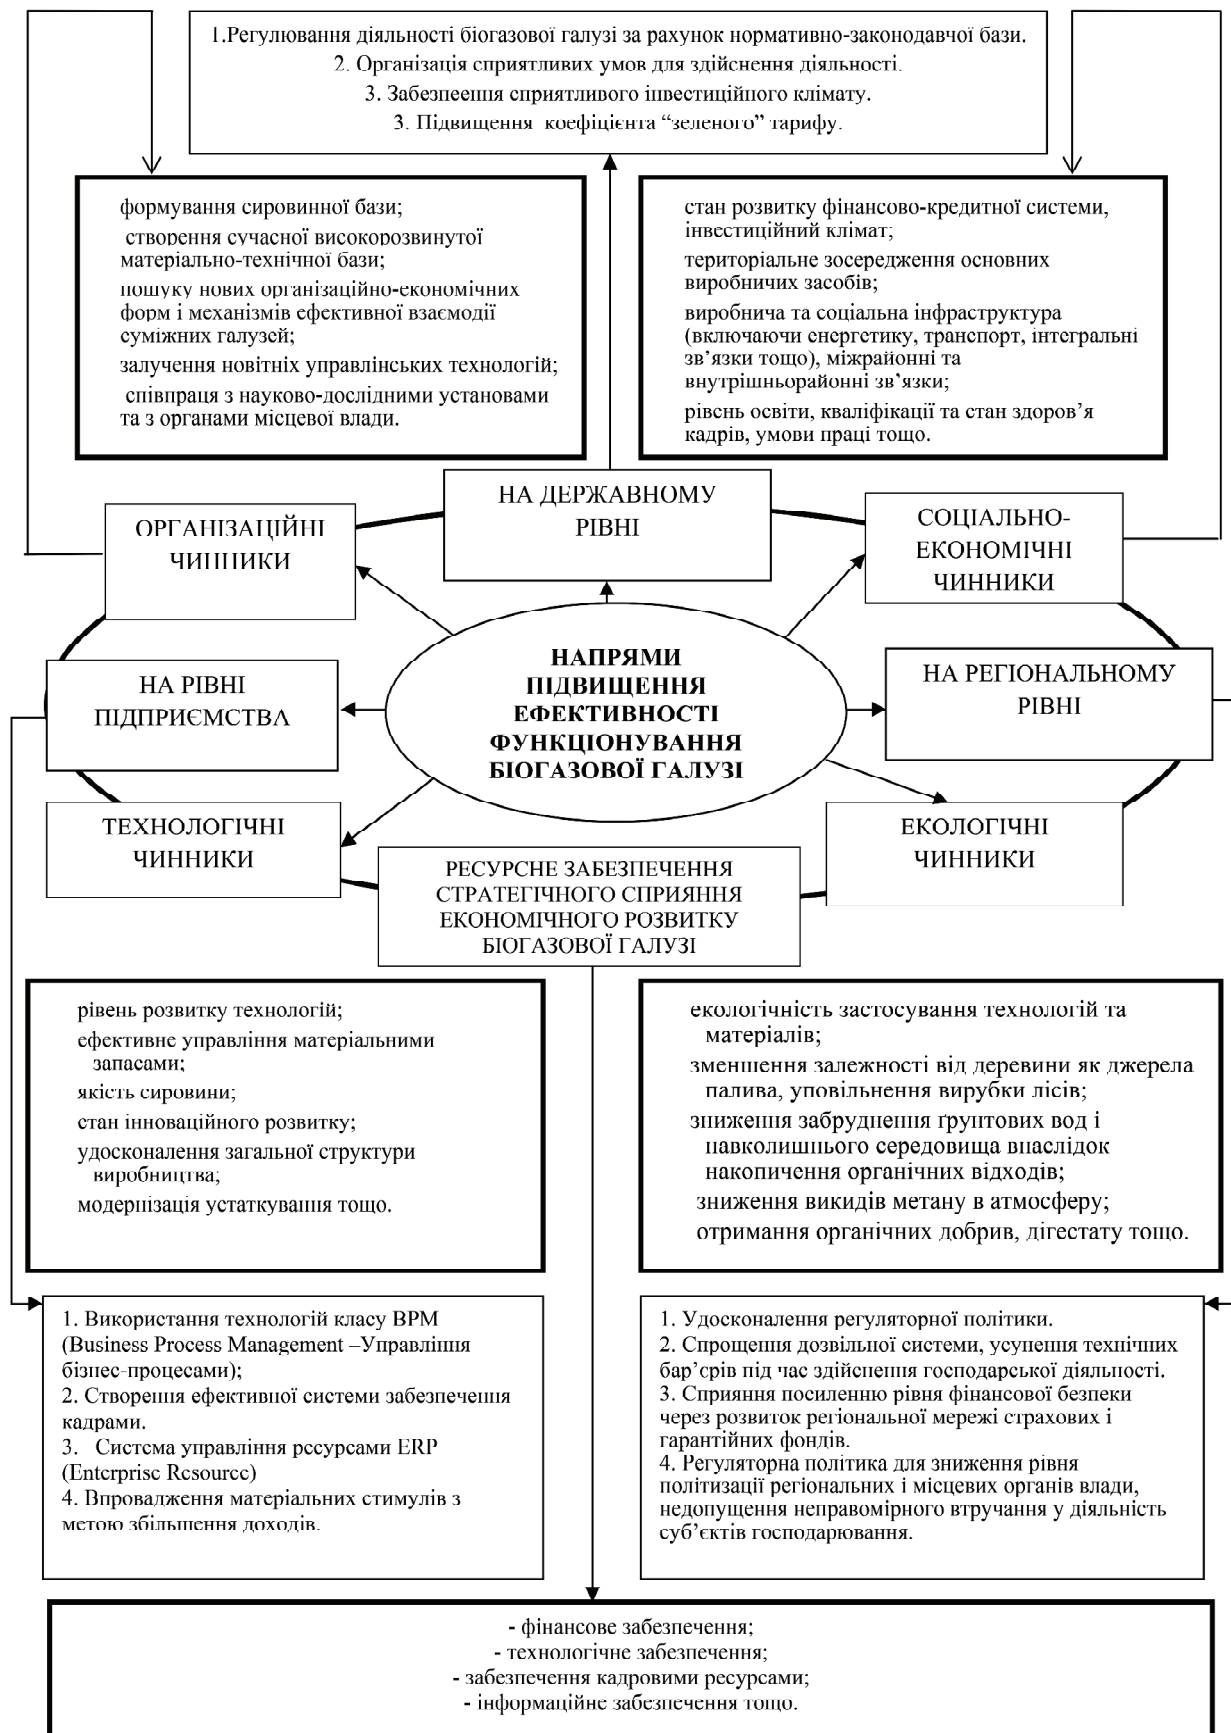 1.Регулювання діяльності біогазової галузі за рахунок нормативно-законодавчої бази.
2. Організація сприятливих умов для здійснення діяльності.
3. Забезпеення сприятливого інвестиційного клімату.
3. Підвищення коефіцієнта “зеленого” тарифу.
формування сировинної бази;
створення сучасної високорозвинутої
матеріально-технічної бази;
пошуку нових організаційно-економічних
форм і механізмів ефективної взаємодії
суміжних галузей;
залучення новітніх управлінських технологій;
співпраця з науково-дослідними установами
та з органами місцевої влади.
стан розвитку фінансово-кредитної системи,
інвестиційний клімат;
територіальне зосередження основних
виробничих засобів;
виробнича та соціальна інфраструктура
(включаючи енергетику, транспорт, інтегральні
зв’язки тощо), міжрайонні та
внутрішньорайонні зв’язки;
рівень освіти, кваліфікації та стан здоров’я
кадрів, умови праці тощо.
НА ДЕРЖАВНОМУ
РІВНІ
ОРГАНІЗАЦІЙНІ
ЧИННИКИ
СОЦІАЛЬНО-
ЕКОНОМІЧНІ
ЧИННИКИ
НАПРЯМИ
ПІДВИЩЕННЯ
ЕФЕКТИВНОСТІ
ФУНКЦІОНУВАННЯ
БІОГАЗОВОЇ ГАЛУЗІ
НА РІВНІ
ПІДПРИЄМСТВА
НА РЕГІОНАЛЬНОМУ
РІВНІ
ТЕХНОЛОГІЧНІ
ЧИННИКИ
ЕКОЛОГІЧНІ
ЧИННИКИ
РЕСУРСНЕ ЗАБЕЗПЕЧЕННЯ
СТРАТЕГІЧНОГО СПРИЯННЯ
ЕКОНОМІЧНОГО РОЗВИТКУ
БІОГАЗОВОЇ ГАЛУЗІ
рівень розвитку технологій;
ефективне управління матеріальними
запасами;
якість сировини;
стан інноваційного розвитку;
удосконалення загальної структури
виробництва;
модернізація устаткування тощо.
екологічність застосування технологій та
матеріалів;
зменшення залежності від деревини як джерела
палива, уповільнення вирубки лісів;
зниження забруднення ґрунтових вод і
навколишнього середовища внаслідок
накопичення органічних відходів;
зниження викидів метану в атмосферу;
отримання органічних добрив, дігестату тощо.
1. Використання технологій класу BPM
(Business Process Management –Управління
бізнес-процесами);
2. Створення ефективної системи забезпечення
кадрами.
3. Система управління ресурсами ERP
(Enterprise Resource)
4. Впровадження матеріальних стимулів з
метою збільшення доходів.
1. Удосконалення регуляторної політики.
2. Спрощення дозвільної системи, усунення технічних
бар’єрів під час здійснення господарської діяльності.
3. Сприяння посиленню рівня фінансової безпеки
через розвиток регіональної мережі страхових і
гарантійних фондів.
4. Регуляторна політика для зниження рівня
політизації регіональних і місцевих органів влади,
недопущення неправомірного втручання у діяльність
суб’єктів господарювання.
- фінансове забезпечення;
- технологічне забезпечення;
- забезпечення кадровими ресурсами;
- інформаційне забезпечення тощо.